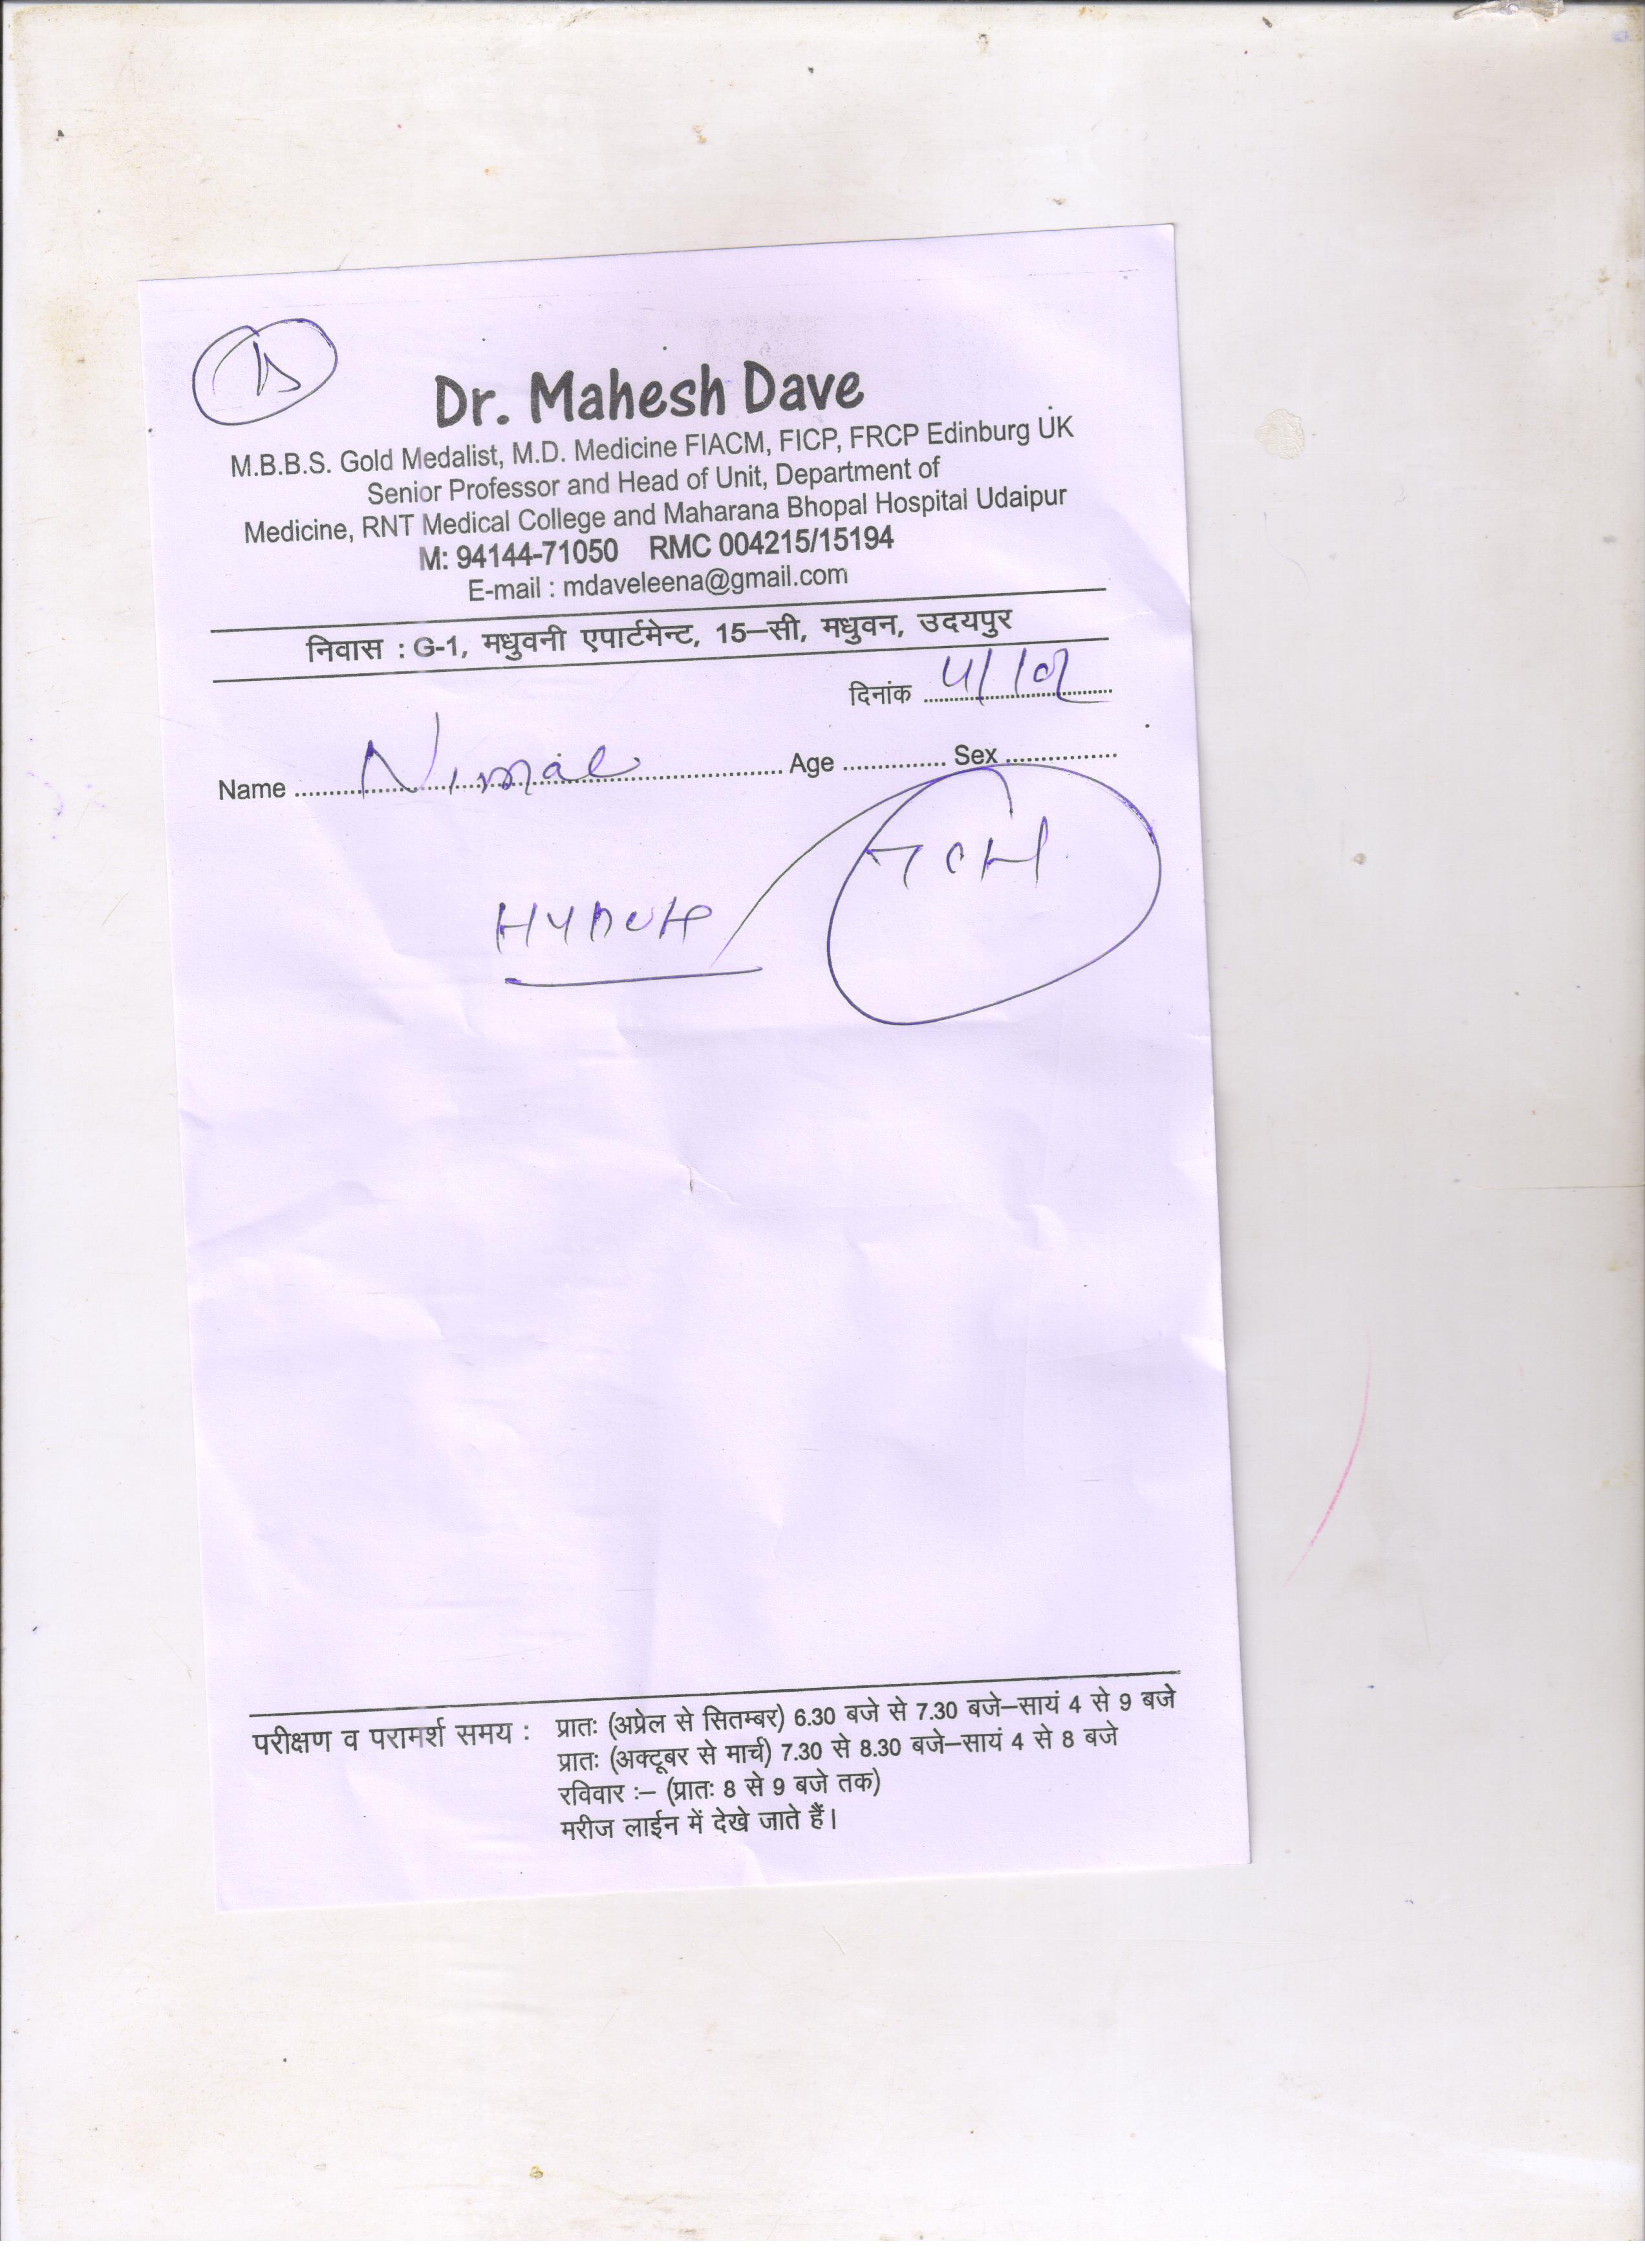 Dr. Mahesh Dave
M.B.B.S. Gold Medalist, M.D. Medicine FIACM, FICP, FRCP Edinburg UK
Senior Professor and Head of Unit, Department of
Medicine, RNT Medical College and Maharana Bhopal Hospital Udaipur
M: 94144-71050 RMC 004215/15194
E-mail : mdaveleena@gmail.com
निवास : G-1, मधुवनी एपार्टमेन्ट, 15–सी, मधुवन, उदयपुर
दिनांक
Name ........ Age ........ Sex ........
परीक्षण व परामर्श समय : प्रातः (अप्रेल से सितम्बर) 6.30 बजे से 7.30 बजे–सायं 4 से 9 बजे
प्रातः (अक्टूबर से मार्च) 7.30 से 8.30 बजे–सायं 4 से 8 बजे
रविवार :– (प्रातः 8 से 9 बजे तक)
मरीज लाईन में देखे जाते हैं।